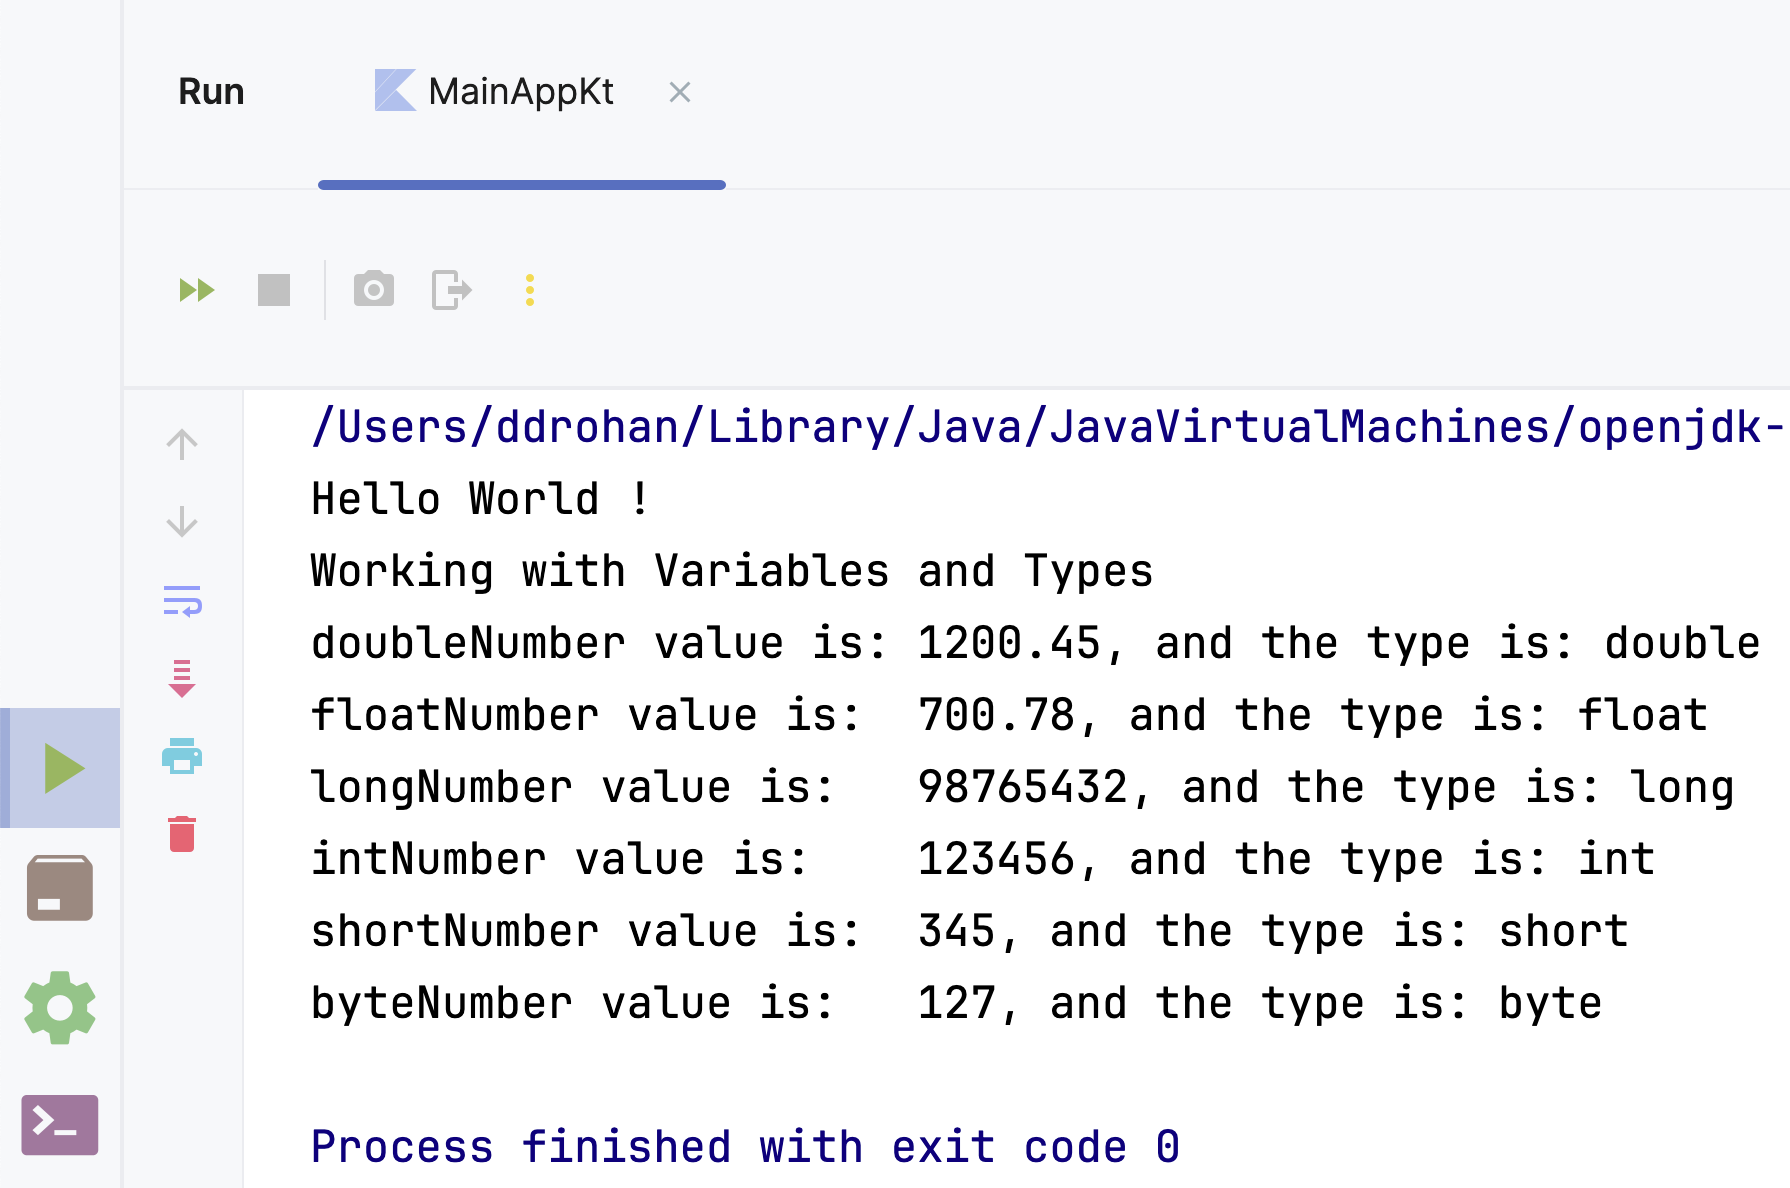 Run MainAppKt
/Users/ddrohan/Library/Java/JavaVirtualMachines/openjdk-
Hello World !
Working with Variables and Types
doubleNumber value is: 1200.45, and the type is: double
floatNumber value is:  700.78, and the type is: float
longNumber value is:   98765432, and the type is: long
intNumber value is:    123456, and the type is: int
shortNumber value is:  345, and the type is: short
byteNumber value is:   127, and the type is: byte
Process finished with exit code 0